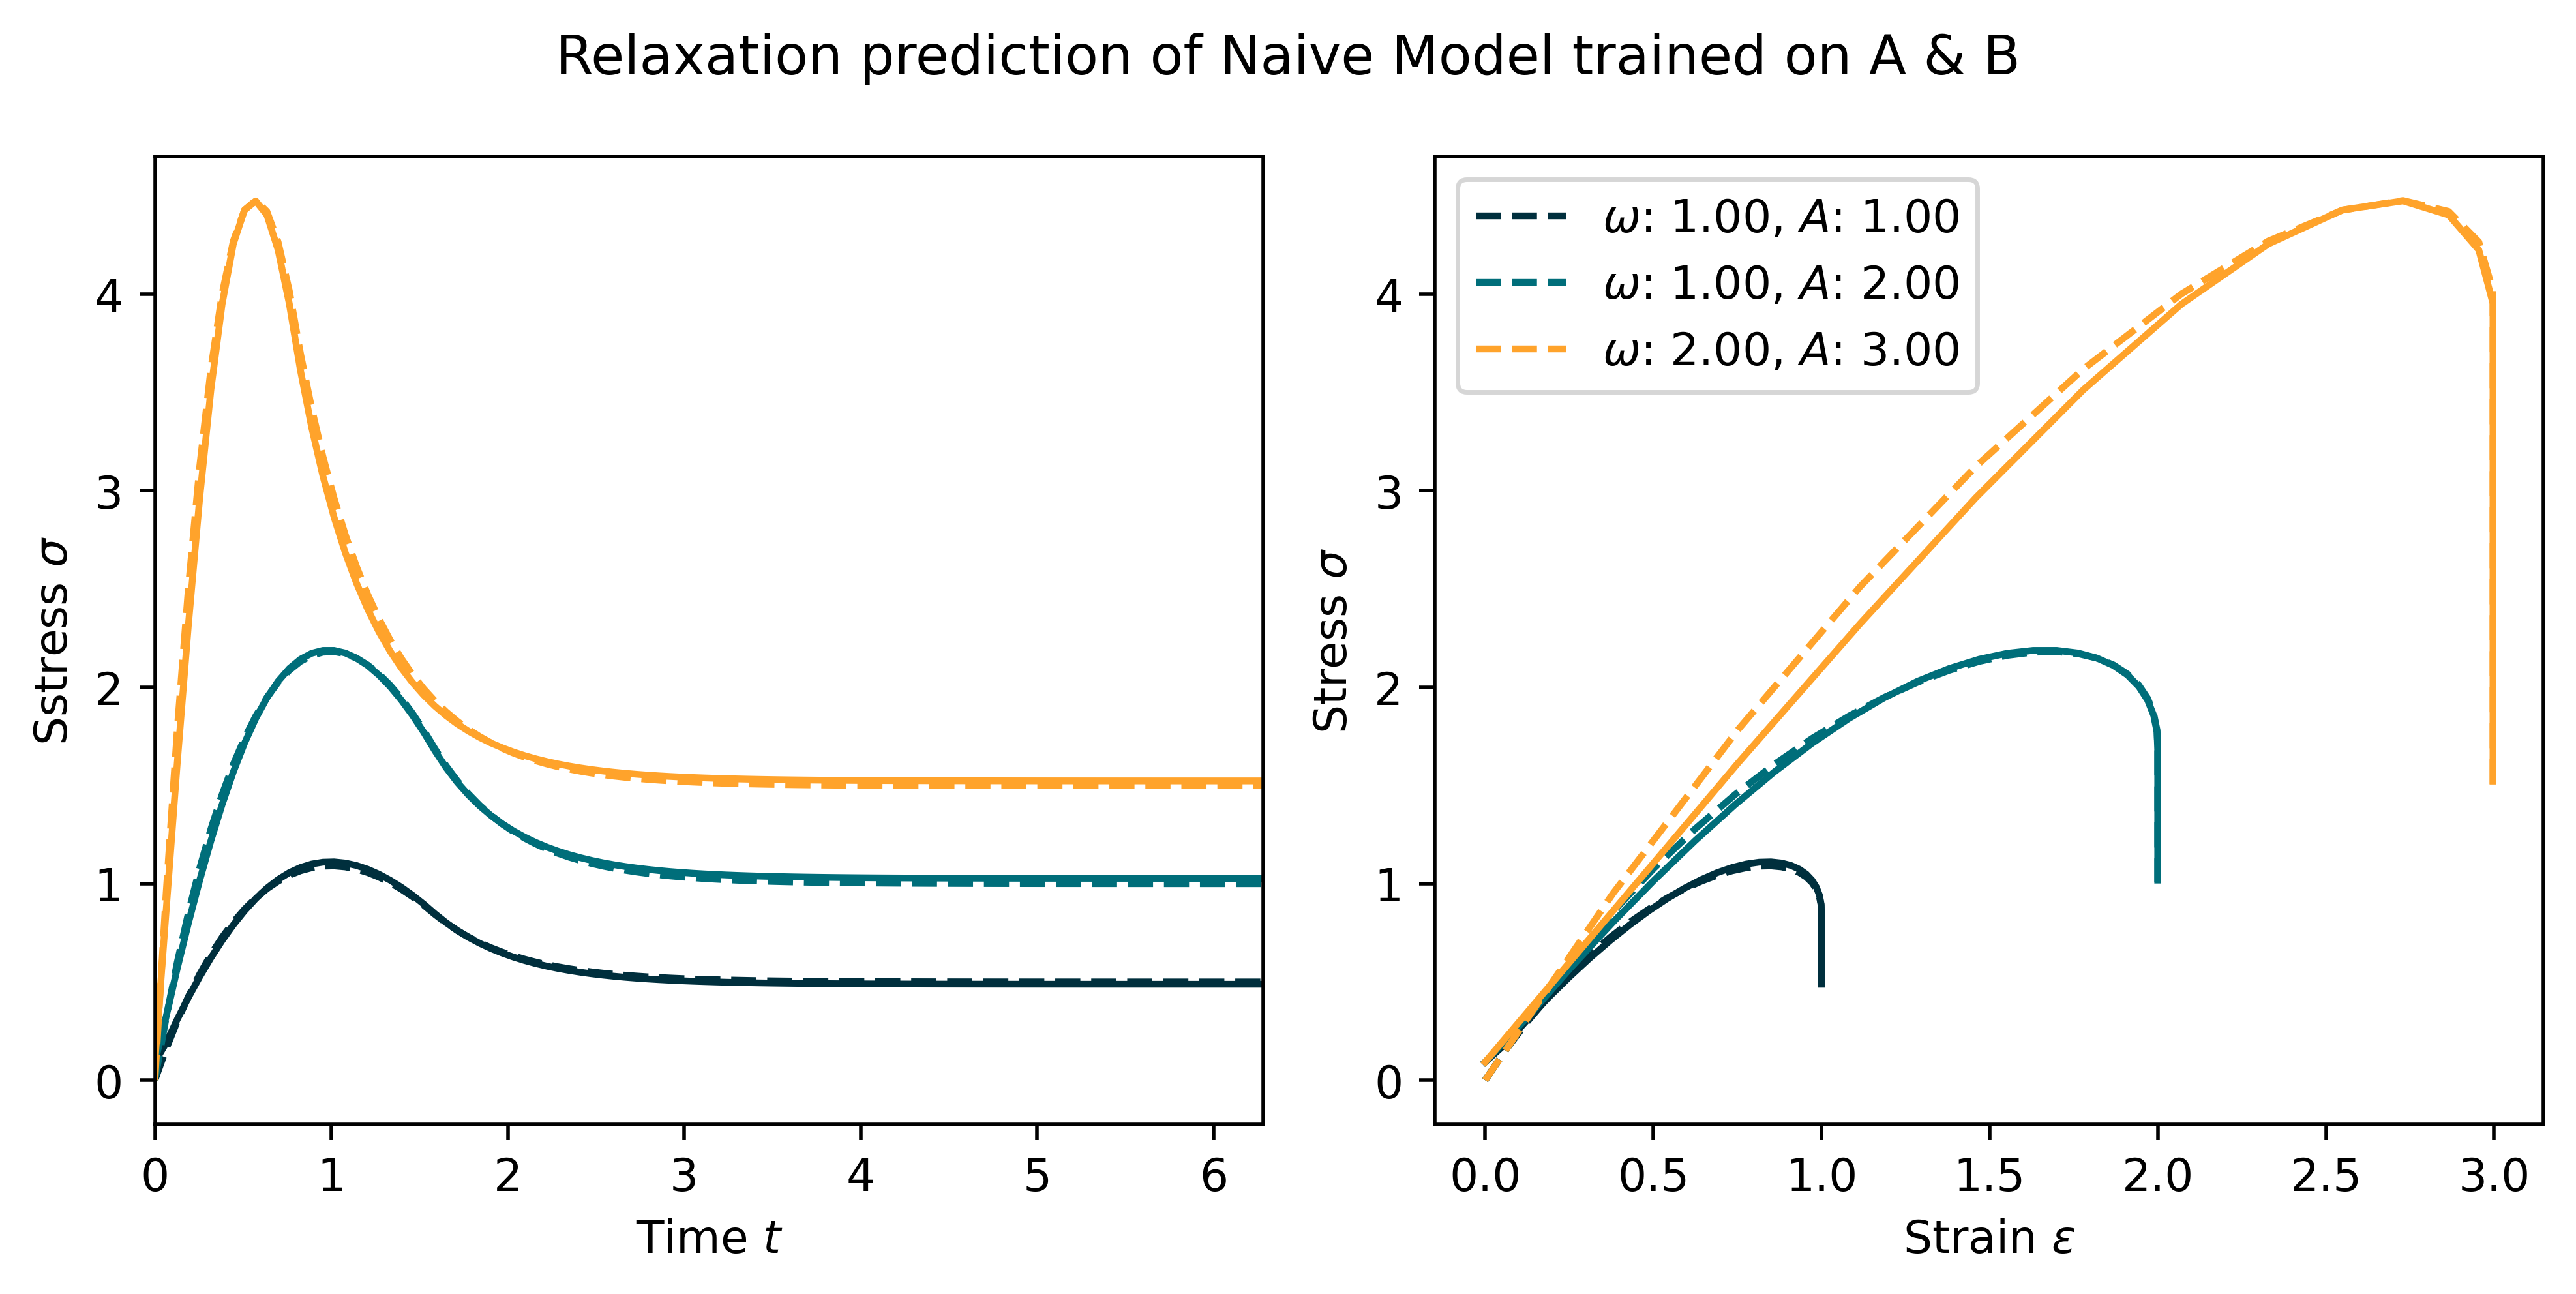 Relaxation prediction of Naive Model trained on A & B
Sstress σ
4
3
2
1
0
0 1 2 3 4 5 6
Time t
Stress σ
4
3
2
1
0
ω: 1.00, A: 1.00
ω: 1.00, A: 2.00
ω: 2.00, A: 3.00
0.0 0.5 1.0 1.5 2.0 2.5 3.0
Strain ε